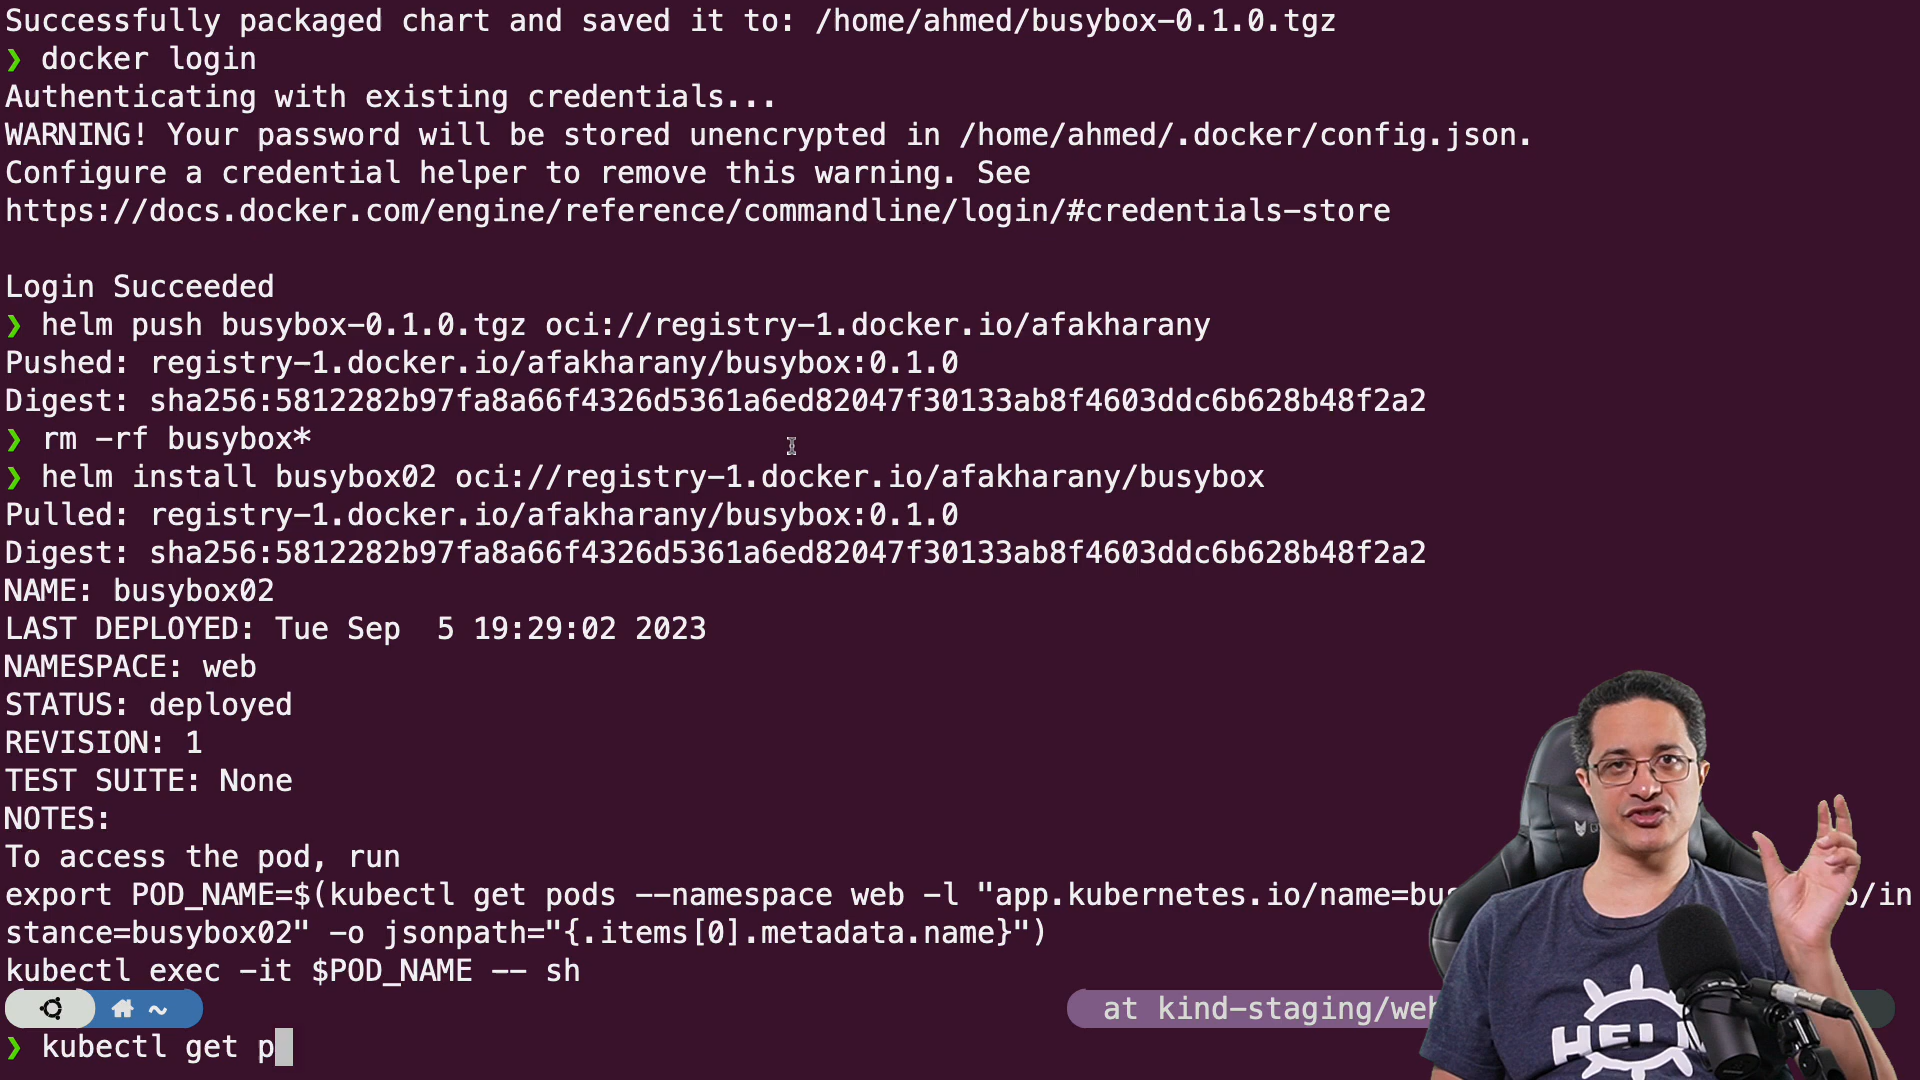 Successfully packaged chart and saved it to: /home/ahmed/busybox-0.1.0.tgz
❯ docker login
Authenticating with existing credentials...
WARNING! Your password will be stored unencrypted in /home/ahmed/.docker/config.json.
Configure a credential helper to remove this warning. See
https://docs.docker.com/engine/reference/commandline/login/#credentials-store
Login Succeeded
❯ helm push busybox-0.1.0.tgz oci://registry-1.docker.io/afakharany
Pushed: registry-1.docker.io/afakharany/busybox:0.1.0
Digest: sha256:5812282b97fa8a66f4326d5361a6ed82047f30133ab8f4603ddc6b628b48f2a2
❯ rm -rf busybox*
❯ helm install busybox02 oci://registry-1.docker.io/afakharany/busybox
Pulled: registry-1.docker.io/afakharany/busybox:0.1.0
Digest: sha256:5812282b97fa8a66f4326d5361a6ed82047f30133ab8f4603ddc6b628b48f2a2
NAME: busybox02
LAST DEPLOYED: Tue Sep  5 19:29:02 2023
NAMESPACE: web
STATUS: deployed
REVISION: 1
TEST SUITE: None
NOTES:
To access the pod, run
export POD_NAME=$(kubectl get pods --namespace web -l "app.kubernetes.io/name=bus o/in
stance=busybox02" -o jsonpath="{.items[0].metadata.name}")
kubectl exec -it $POD_NAME -- sh
~ at kind-staging/web
❯ kubectl get p
HELM